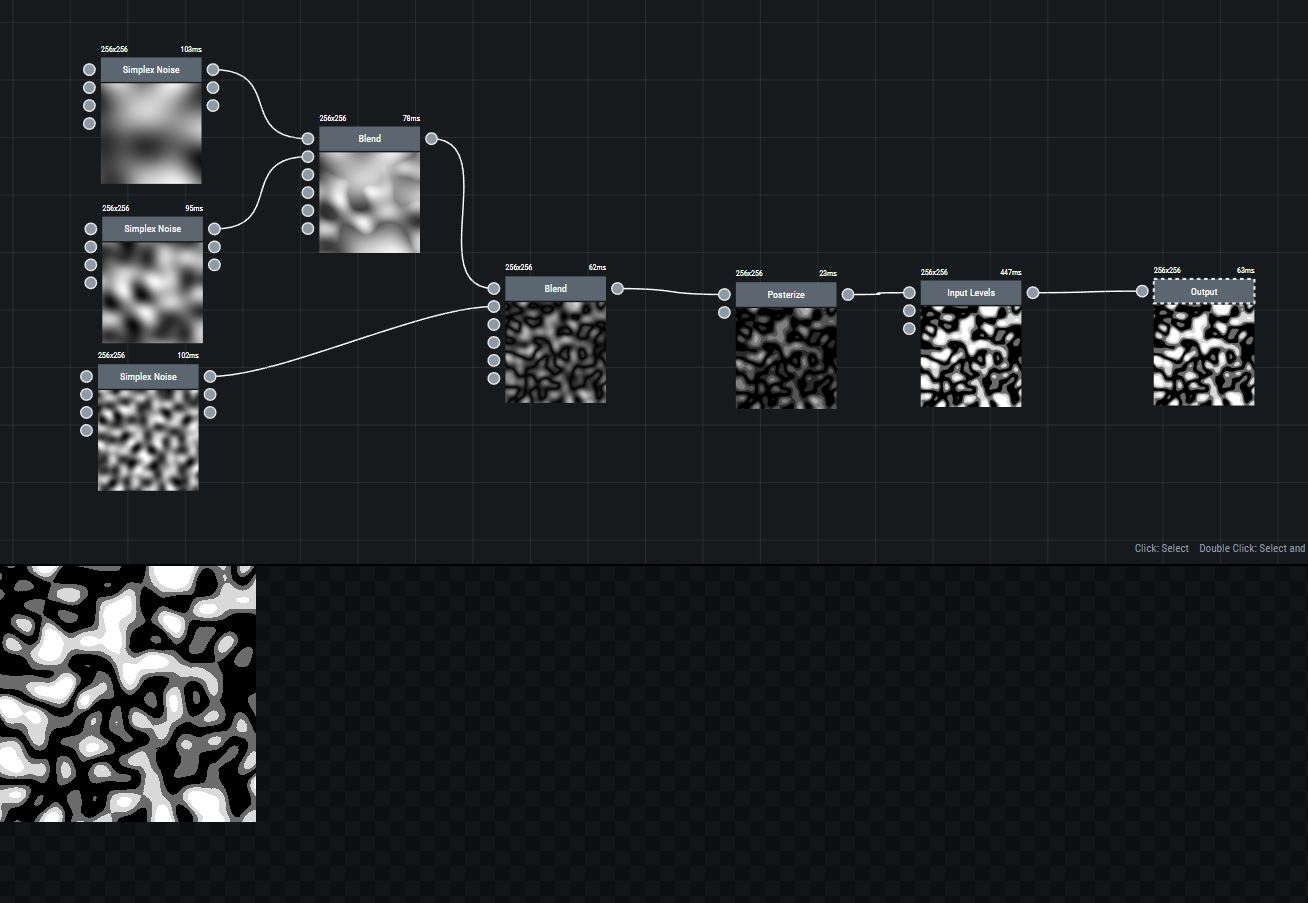 256x256 103ms
Simplex Noise
256x256 78ms
Blend
256x256 95ms
Simplex Noise
256x256 62ms
Blend
256x256 23ms
Posterize
256x256 447ms
Input Levels
256x256 63ms
Output
256x256 102ms
Simplex Noise
Click: Select Double Click: Select and